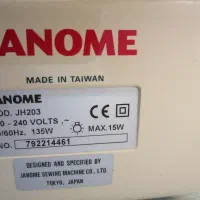 ANOME
MADE IN TAIWAN
ANOME
OD. JH203
0 - 240 VOLTS
0/60Hz, 135W MAX.15W
NO. 792214461
DESIGNED AND SPECIFIED BY
JANOME SEWING MACHINE CO., LTD.
TOKYO, JAPAN